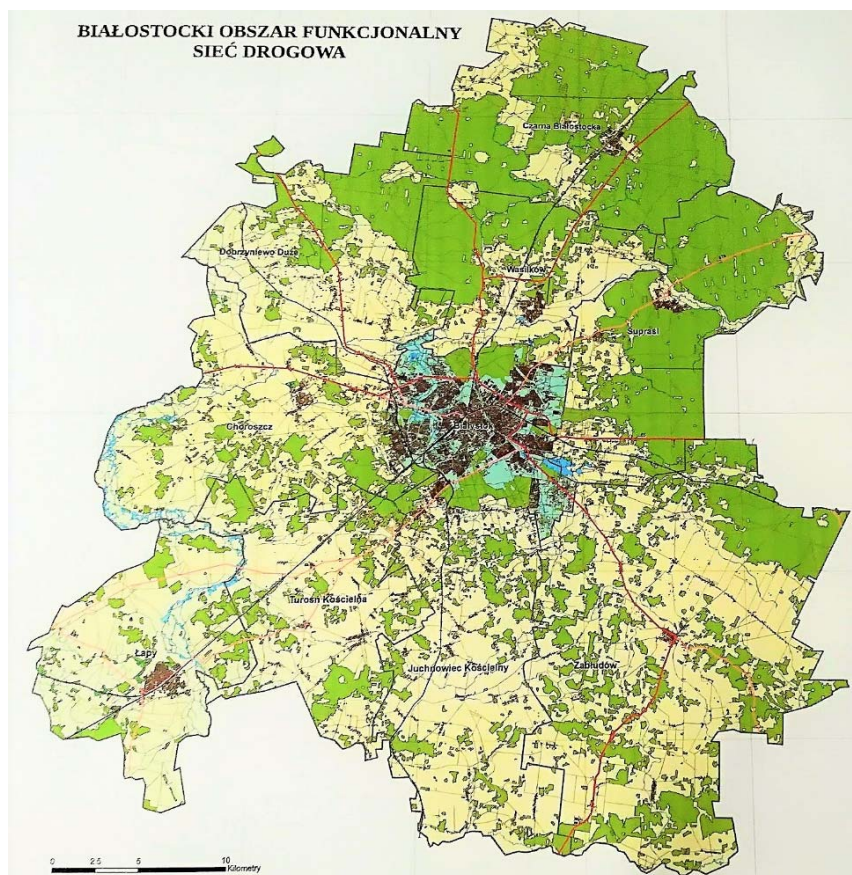 BIAŁOSTOCKI OBSZAR FUNKCJONALNY
SIEĆ DROGOWA
Czarna Białostocka
Dobrzyniewo Duże
Wasilków
Supraśl
Choroszcz
Białystok
Turośń Kościelna
Łapy
Juchnowiec Kościelny
Zabłudów
0 2.5 5 10
Kilometry